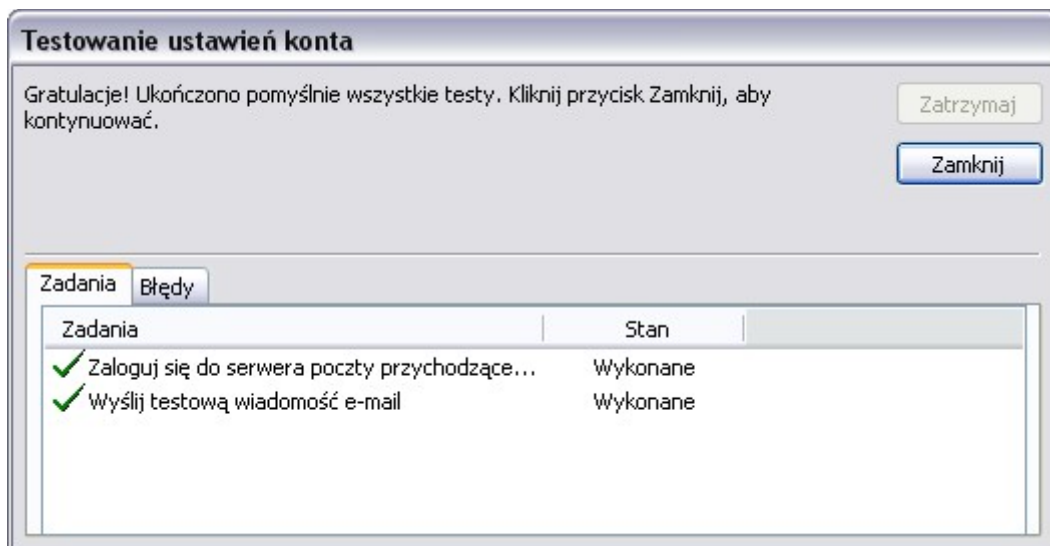 Testowanie ustawień konta
Gratulacje! Ukończono pomyślnie wszystkie testy. Kliknij przycisk Zamknij, aby
kontynuować.
Zatrzymaj
Zamknij
Zadania Błędy
Zadania Stan
Zaloguj się do serwera poczty przychodzące... Wykonane
Wyślij testową wiadomość e-mail Wykonane